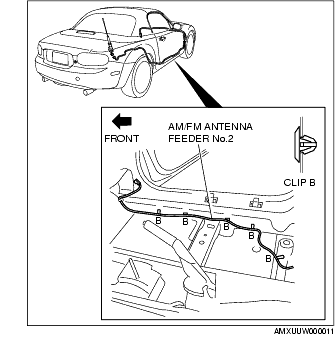 FRONT
AM/FM ANTENNA
FEEDER No.2
CLIP B
B
B
B
B
B
AMXUUW000011